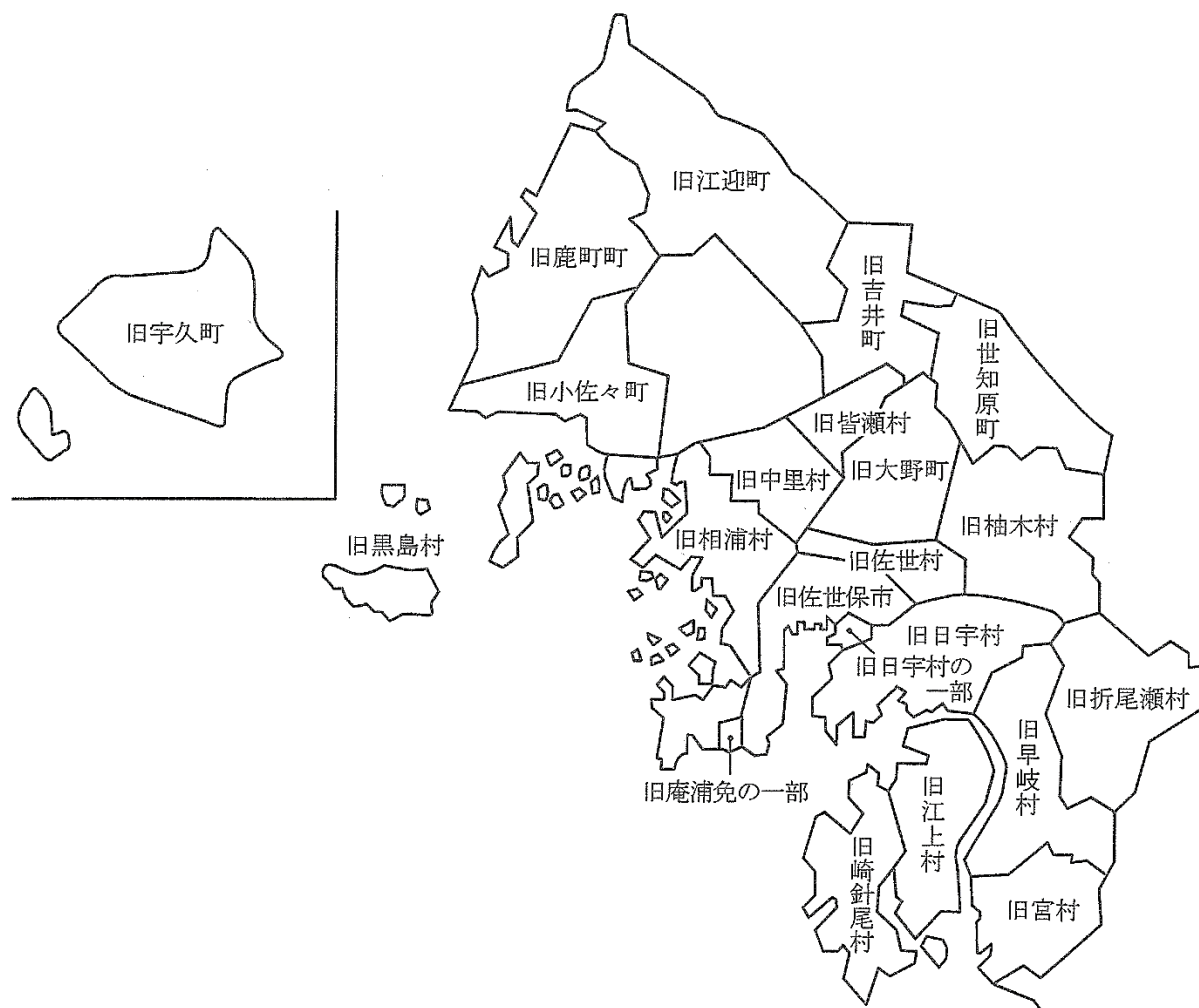 旧江迎町
旧鹿町町
旧吉井町
旧宇久町
旧世知原町
旧小佐々町
旧皆瀬村
旧中里村
旧大野町
旧柚木村
旧黒島村
旧相浦村
旧佐世村
旧佐世保市
旧日宇村
旧日宇村の
一部
旧折尾瀬村
旧早岐村
旧庵浦免の一部
旧江上村
旧崎針尾村
旧宮村